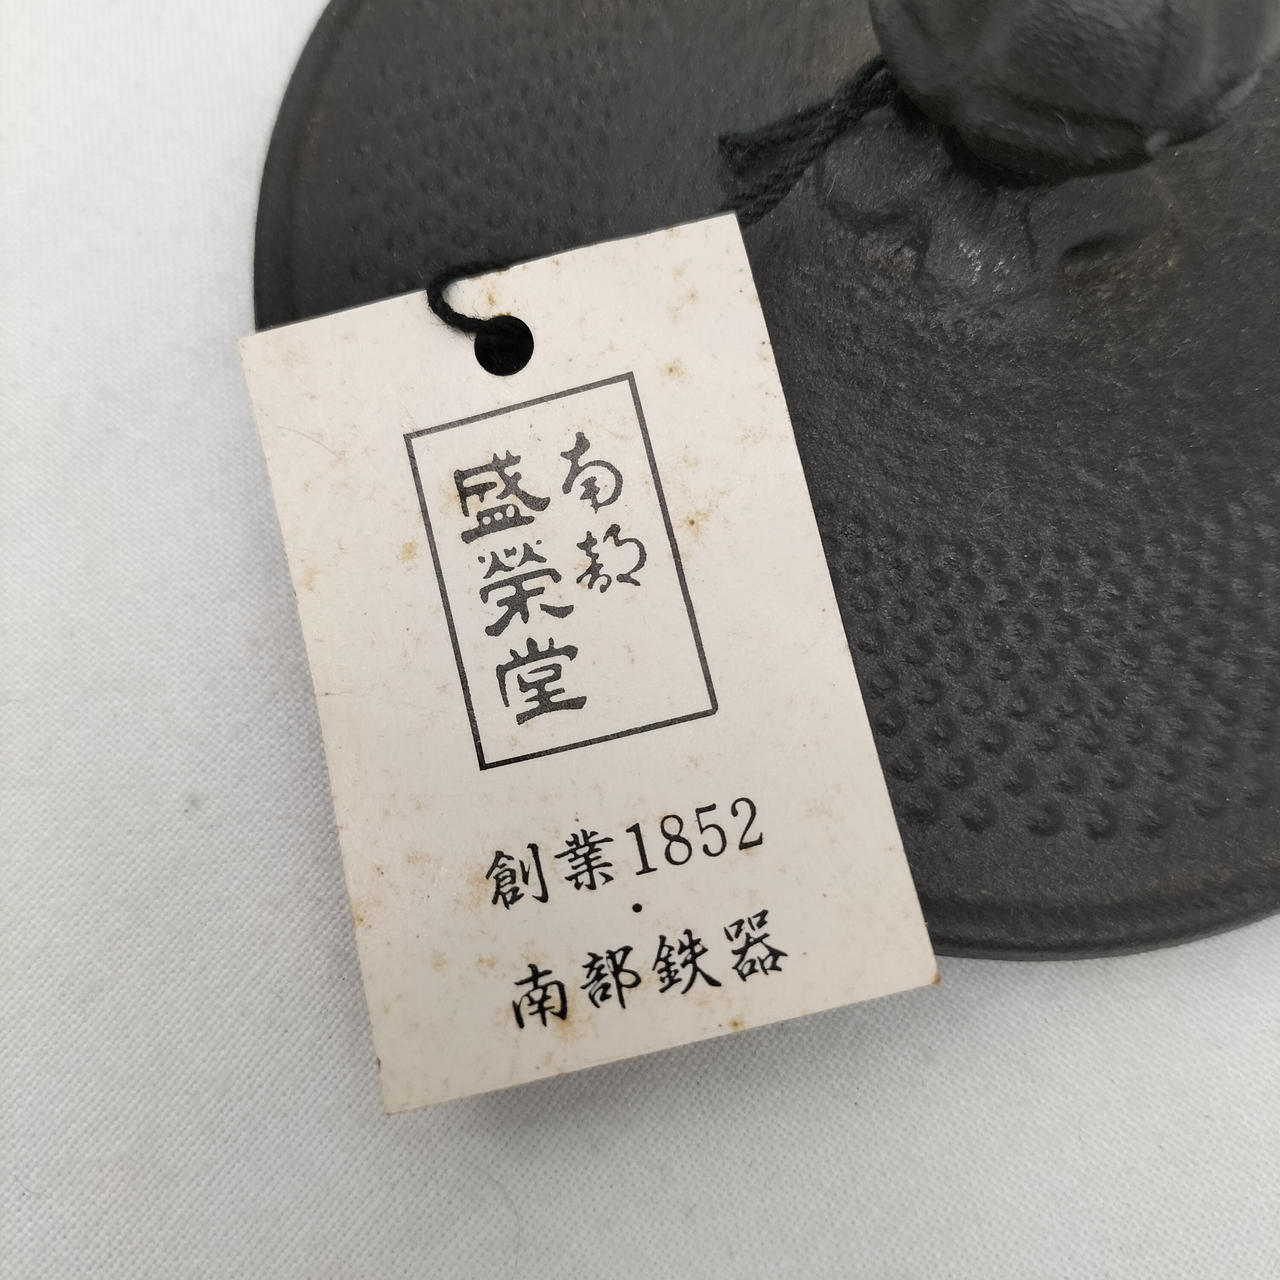 南部
盛榮堂
創業1852
・
南部鉄器